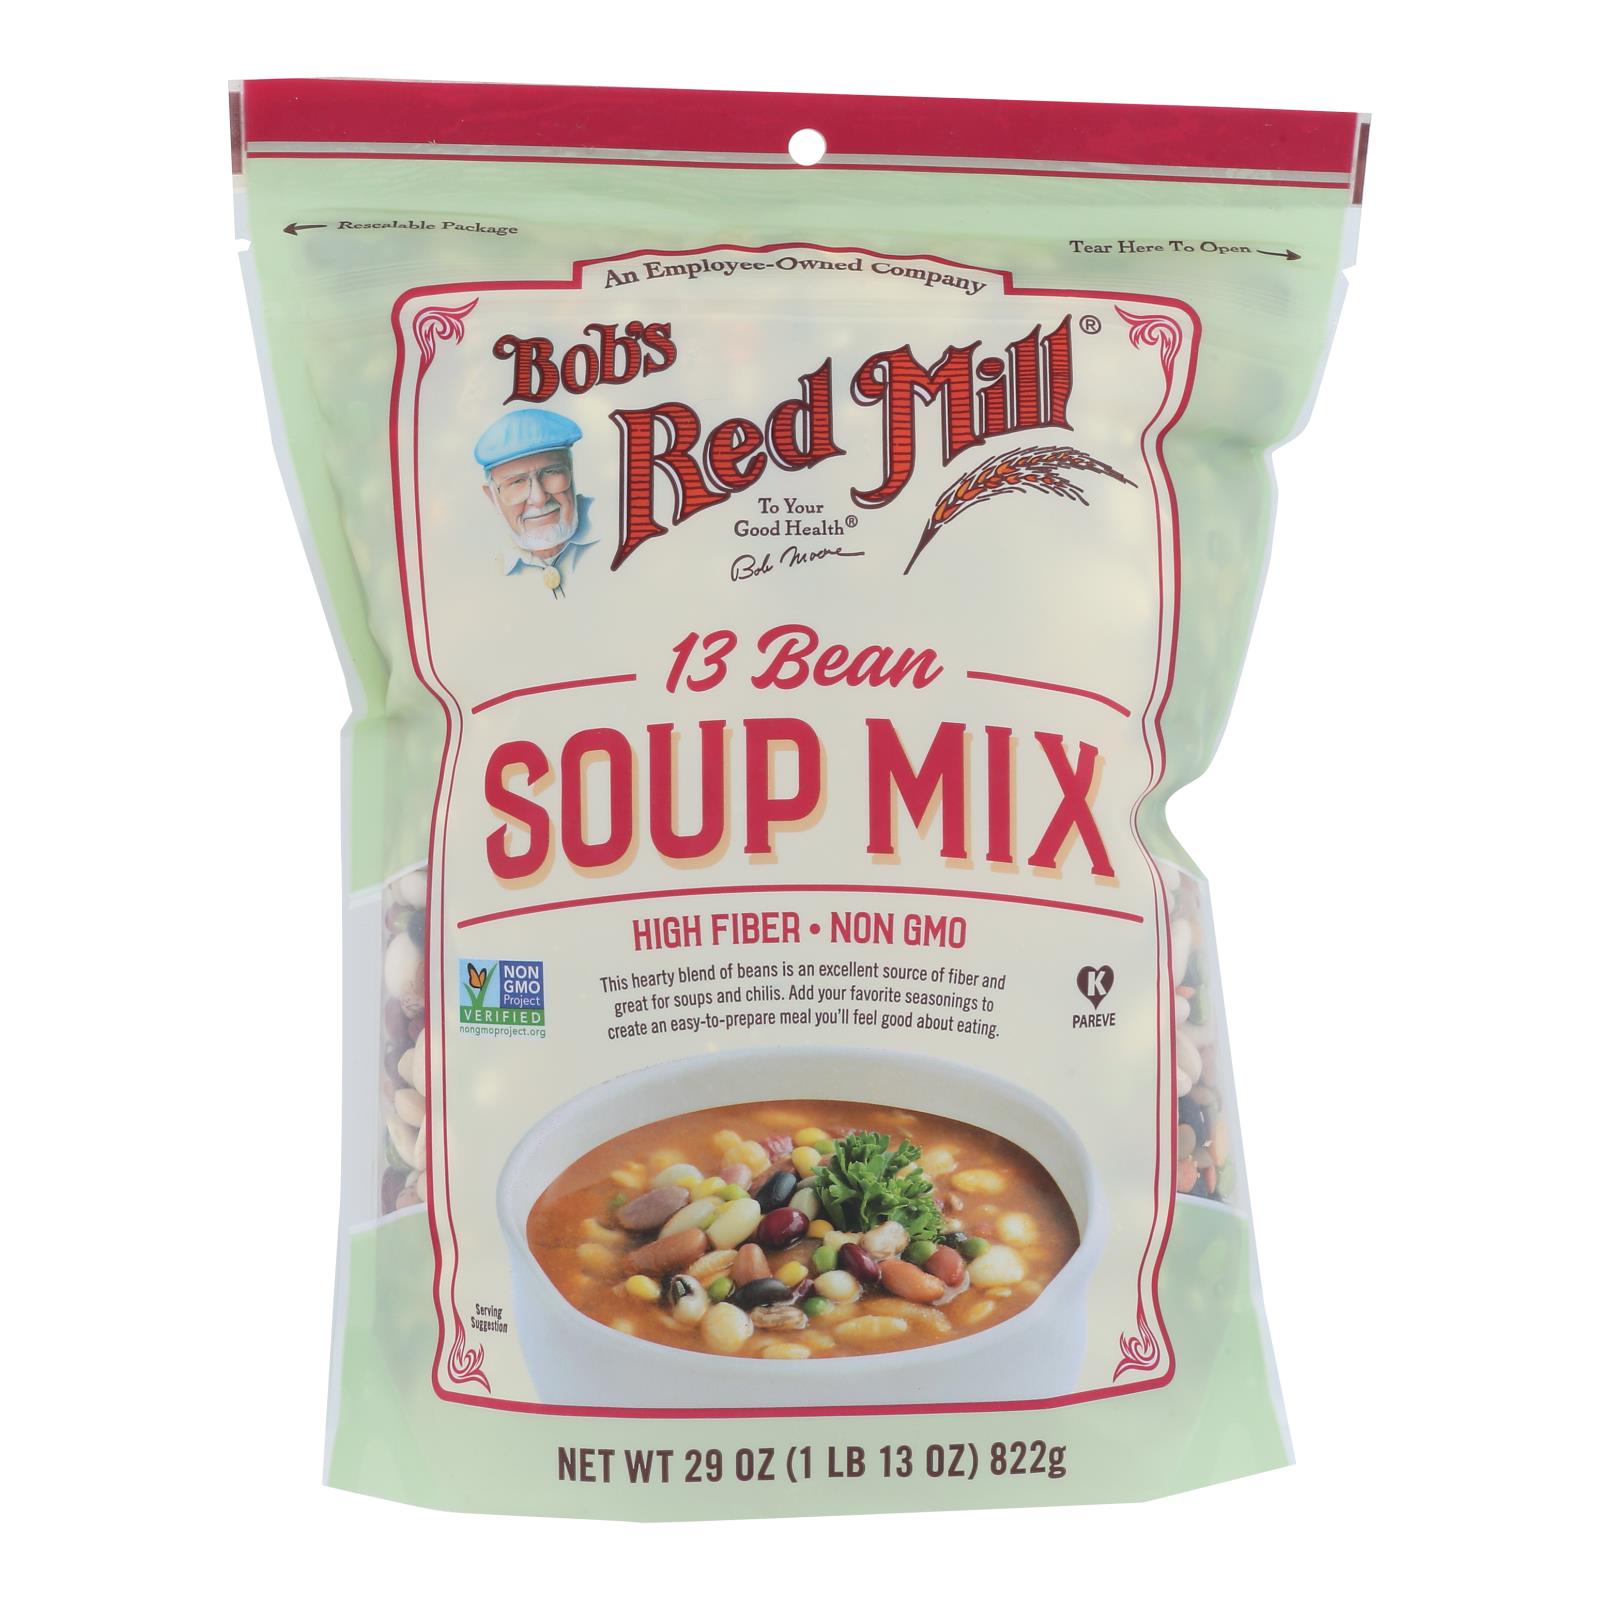 Resealable Package
Tear Here To Open
An Employee-Owned Company
Bob's
Red Mill®
To Your
Good Health®
Bob Moore
13 Bean
SOUP MIX
HIGH FIBER • NON GMO
NON
GMO
Project
VERIFIED
nongmoproject.org
This hearty blend of beans is an excellent source of fiber and
great for soups and chilis. Add your favorite seasonings to
create an easy-to-prepare meal you'll feel good about eating.
K
PAREVE
Serving
Suggestion
NET WT 29 OZ (1 LB 13 OZ) 822g